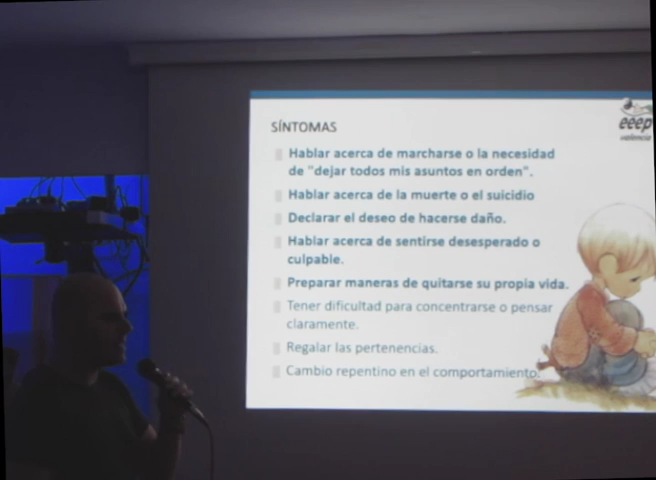 SÍNTOMAS
eeep
valencia
Hablar acerca de marcharse o la necesidad
de "dejar todos mis asuntos en orden".
Hablar acerca de la muerte o el suicidio
Declarar el deseo de hacerse daño.
Hablar acerca de sentirse desesperado o
culpable.
Preparar maneras de quitarse su propia vida.
Tener dificultad para concentrarse o pensar
claramente.
Regalar las pertenencias.
Cambio repentino en el comportamiento.